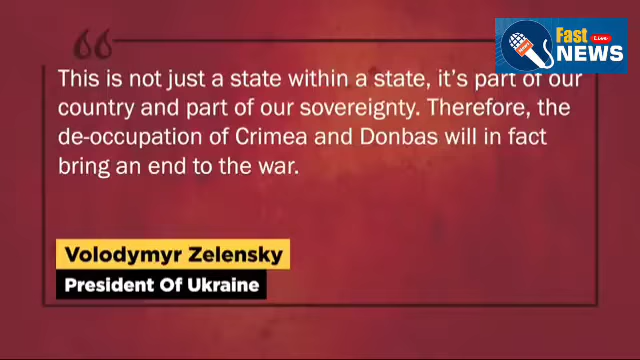 Fast
Live
NEWS
NEWS
This is not just a state within a state, it’s part of our
country and part of our sovereignty. Therefore, the
de-occupation of Crimea and Donbas will in fact
bring an end to the war.
Volodymyr Zelensky
President Of Ukraine